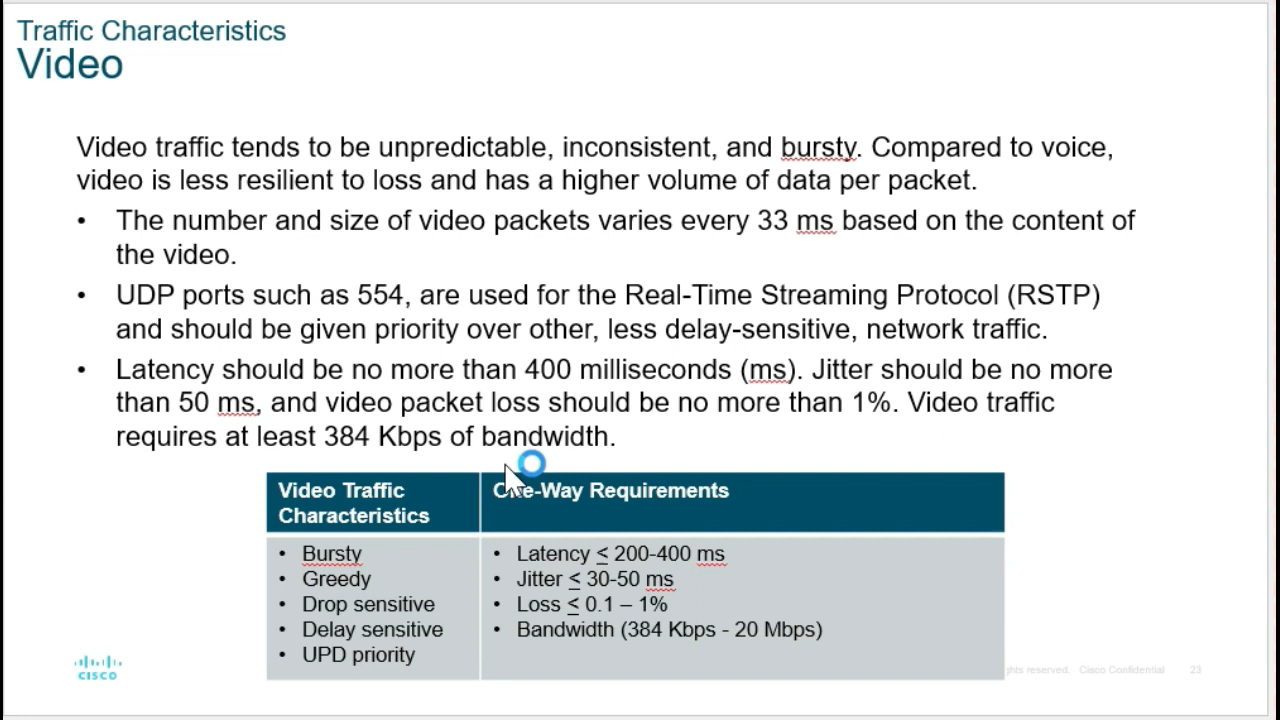 Traffic Characteristics
Video
Video traffic tends to be unpredictable, inconsistent, and bursty. Compared to voice,
video is less resilient to loss and has a higher volume of data per packet.
• The number and size of video packets varies every 33 ms based on the content of
the video.
• UDP ports such as 554, are used for the Real-Time Streaming Protocol (RSTP)
and should be given priority over other, less delay-sensitive, network traffic.
• Latency should be no more than 400 milliseconds (ms). Jitter should be no more
than 50 ms, and video packet loss should be no more than 1%. Video traffic
requires at least 384 Kbps of bandwidth.
Video Traffic
Characteristics
One-Way Requirements
• Bursty
• Greedy
• Drop sensitive
• Delay sensitive
• UPD priority
• Latency ≤ 200-400 ms
• Jitter ≤ 30-50 ms
• Loss ≤ 0.1 – 1%
• Bandwidth (384 Kbps - 20 Mbps)
CISCO
reserved. Cisco Confidential 23